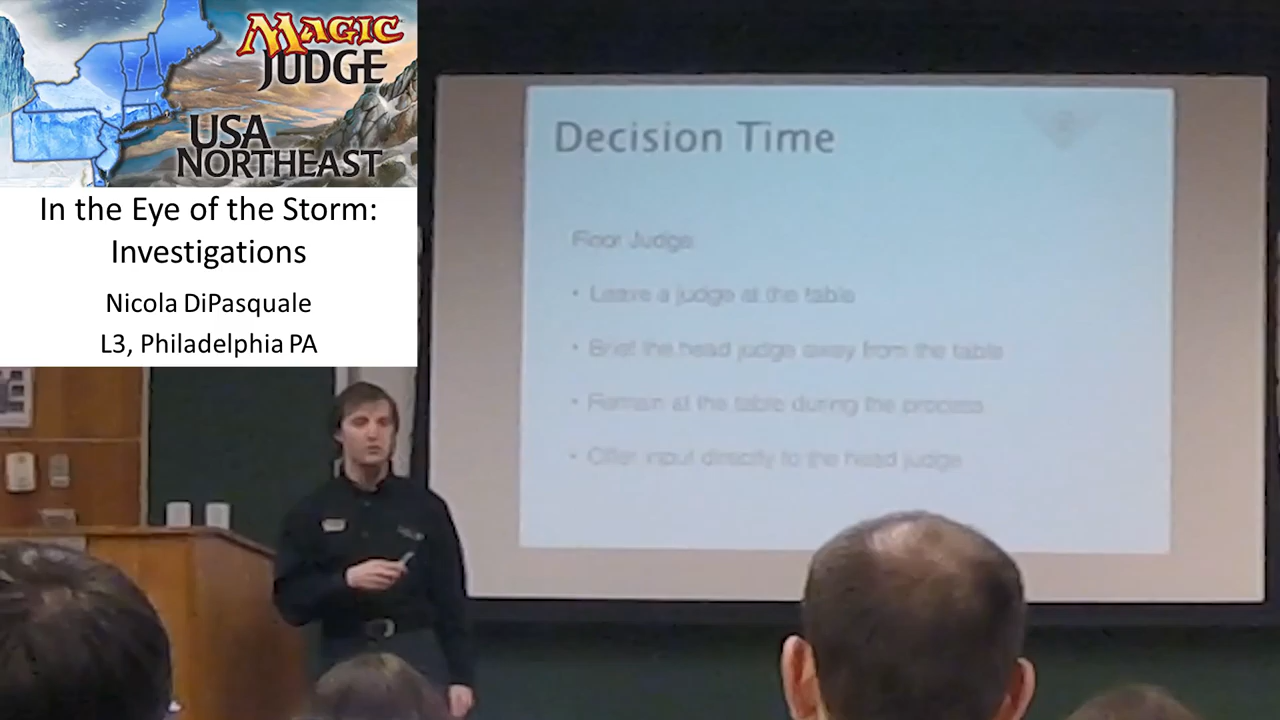 MAGIC
JUDGE
USA
NORTHEAST
In the Eye of the Storm:
Investigations
Nicola DiPasquale
L3, Philadelphia PA
Decision Time
Floor Judge
• Leave a judge at the table
• Brief the head judge away from the table
• Remain at the table during the process
• Offer input directly to the head judge